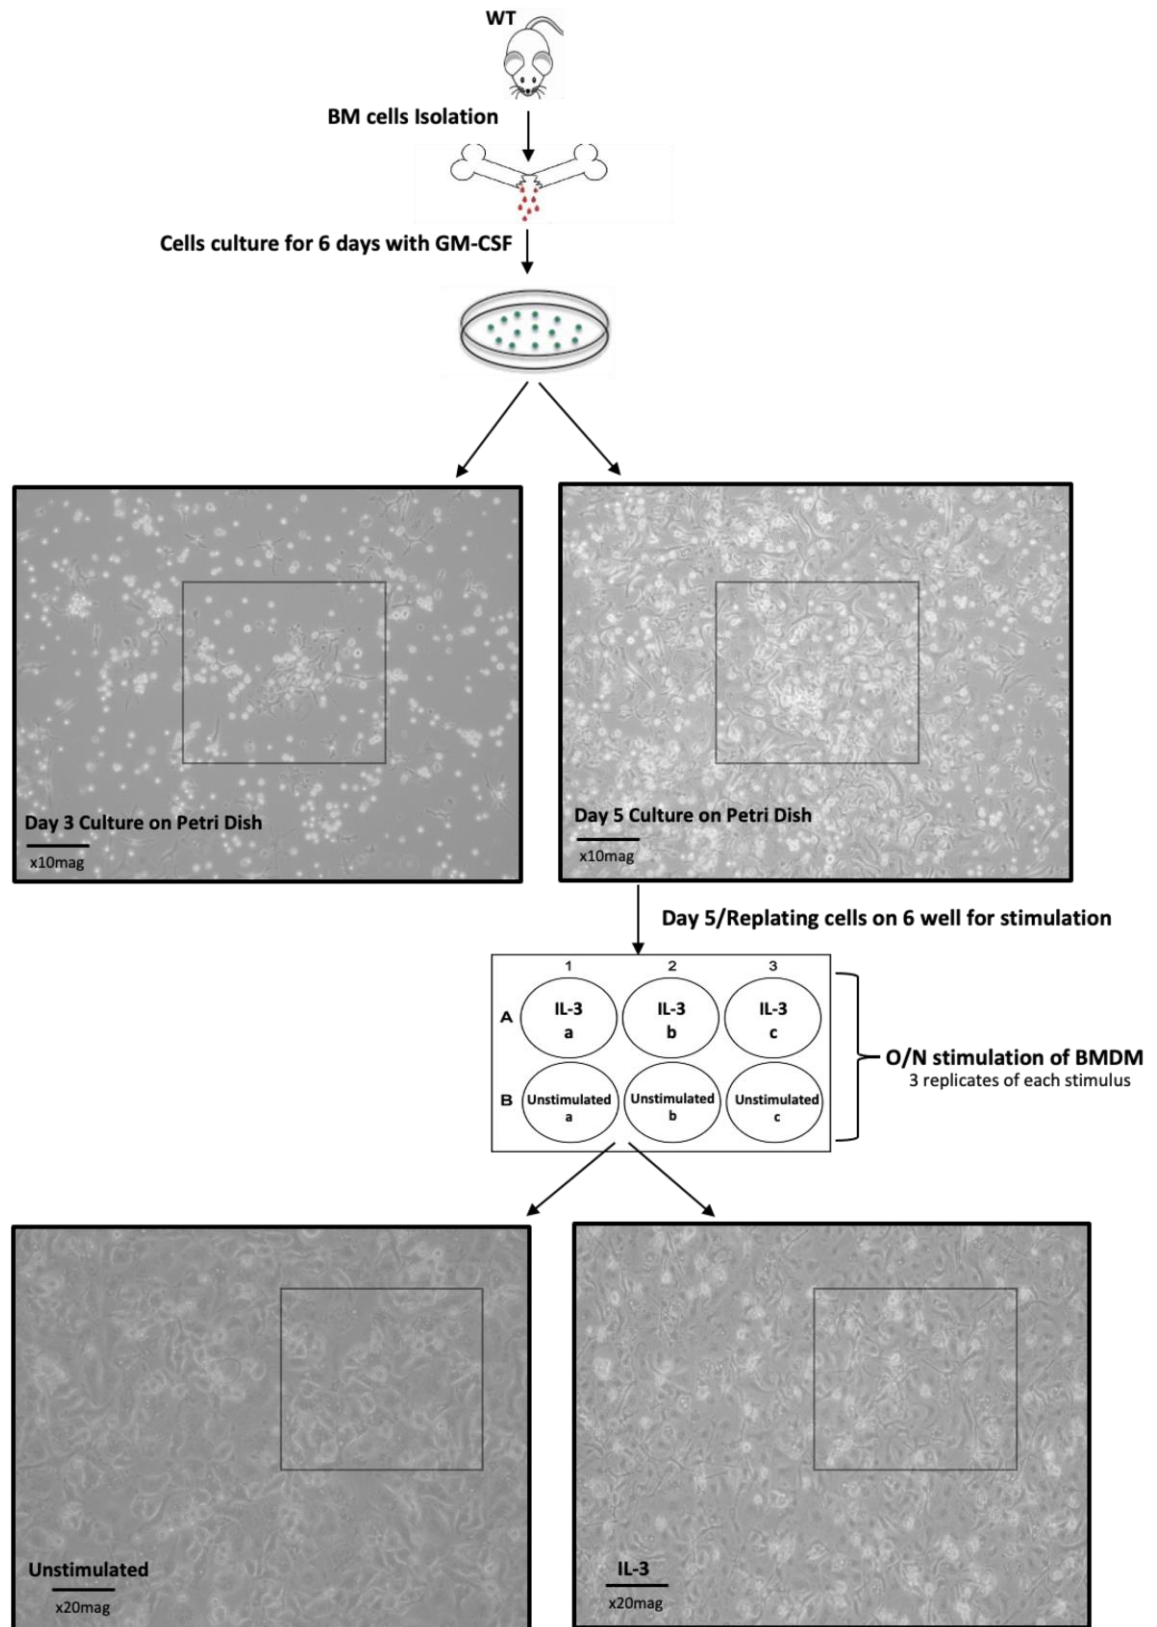 WT
BM cells Isolation
Cells culture for 6 days with GM-CSF
Day 3 Culture on Petri Dish
x10mag
Day 5 Culture on Petri Dish
x10mag
Day 5/Replating cells on 6 well for stimulation
1 2 3
A
IL-3
a
IL-3
b
IL-3
c
B
Unstimulated
a
Unstimulated
b
Unstimulated
c
O/N stimulation of BMDM
3 replicates of each stimulus
Unstimulated
x20mag
IL-3
x20mag